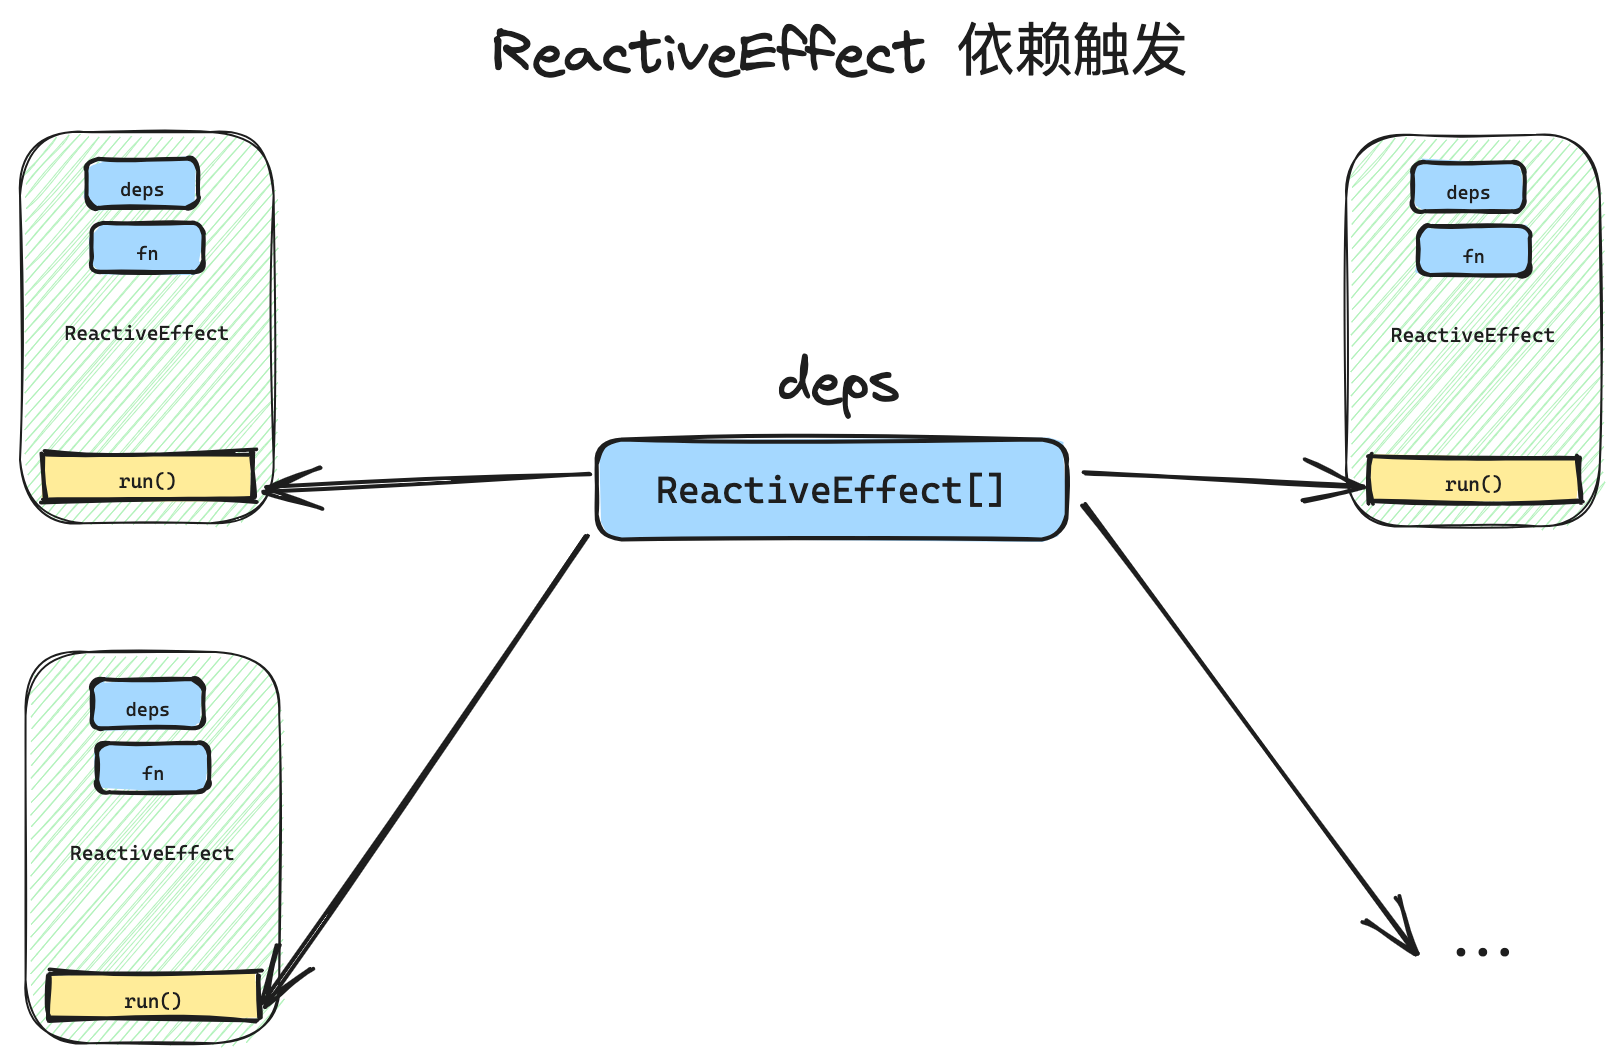 ReactiveEffect 依赖触发
deps
fn
ReactiveEffect
run()
deps
ReactiveEffect[]
deps
fn
ReactiveEffect
run()
deps
fn
ReactiveEffect
run()
...